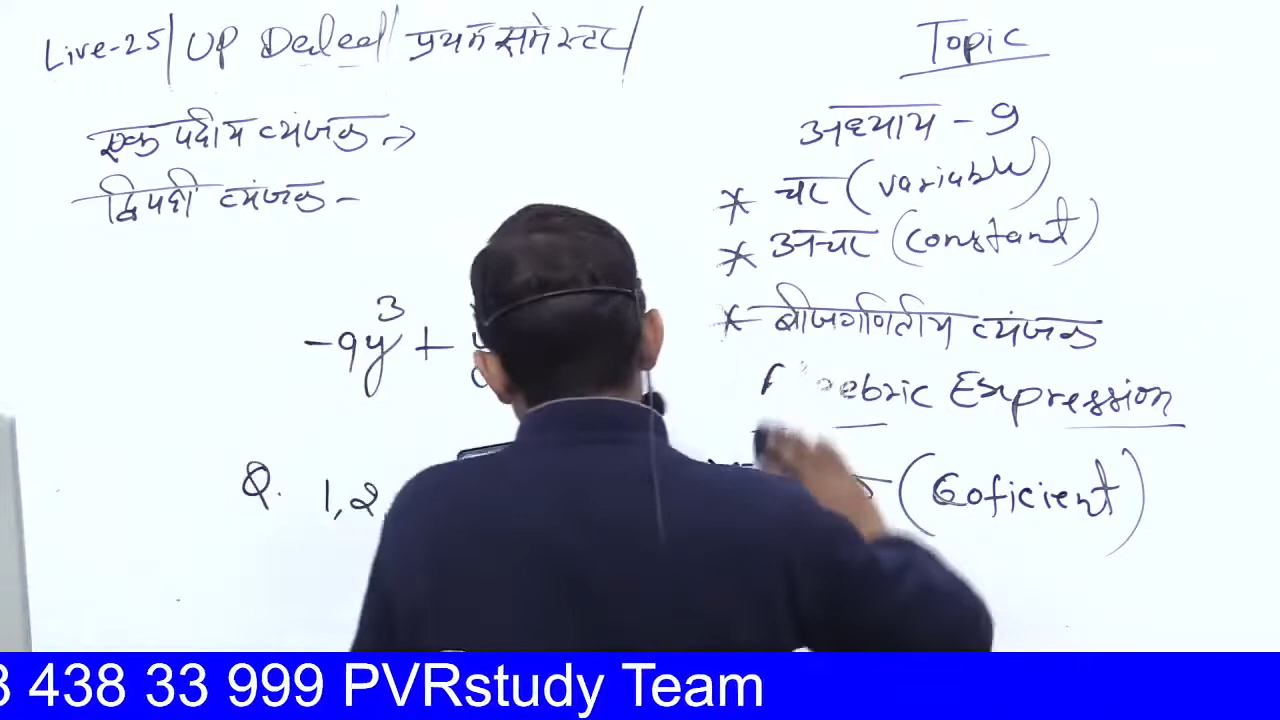 Live-25/ UP Deled/ प्रथम समेस्टर/
एक पदीय व्यंजक →
द्विपदी व्यंजक -
-9y³ +
Q. 1,2
Topic
अध्याय - 9
* चर (variable)
* अचर (constant)
* बीजगणितीय व्यंजक
ebric Expression
(Coficient)
438 33 999 PVRstudy Team